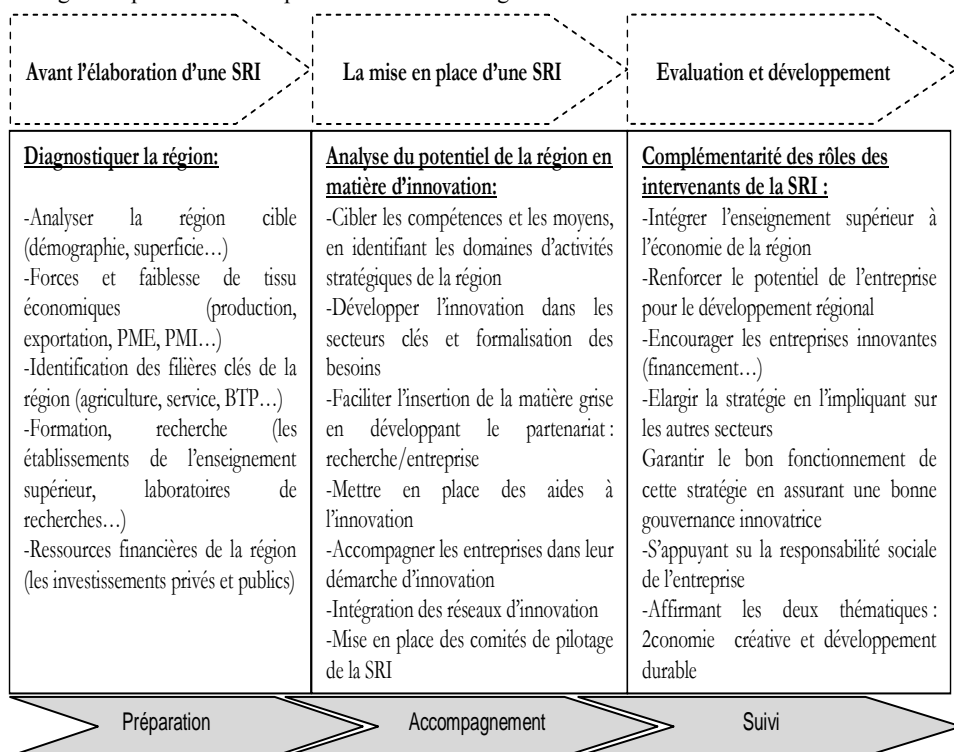 Avant l'élaboration d'une SRI
La mise en place d'une SRI
Evaluation et développement
Diagnostiquer la région:
-Analyser la région cible
(démographie, superficie…)
-Forces et faiblesse de tissu
économiques (production,
exportation, PME, PMI…)
-Identification des filières clés de la
région (agriculture, service, BTP…)
-Formation, recherche (les
établissements de l'enseignement
supérieur, laboratoires de
recherches…)
-Ressources financières de la région
(les investissements privés et publics)
Analyse du potentiel de la région en
matière d'innovation:
-Cibler les compétences et les moyens,
en identifiant les domaines d'activités
stratégiques de la région
-Développer l'innovation dans les
secteurs clés et formalisation des
besoins
-Faciliter l'insertion de la matière grise
en développant le partenariat :
recherche/entreprise
-Mettre en place des aides à
l'innovation
-Accompagner les entreprises dans leur
démarche d'innovation
-Intégration des réseaux d'innovation
-Mise en place des comités de pilotage
de la SRI
Complémentarité des rôles des
intervenants de la SRI :
-Intégrer l'enseignement supérieur à
l'économie de la région
-Renforcer le potentiel de l'entreprise
pour le développement régional
-Encourager les entreprises innovantes
(financement…)
-Elargir la stratégie en l'impliquant sur
les autres secteurs
Garantir le bon fonctionnement de
cette stratégie en assurant une bonne
gouvernance innovatrice
-S'appuyant su la responsabilité sociale
de l'entreprise
-Affirmant les deux thématiques :
2conomie créative et développement
durable
Préparation
Accompagnement
Suivi